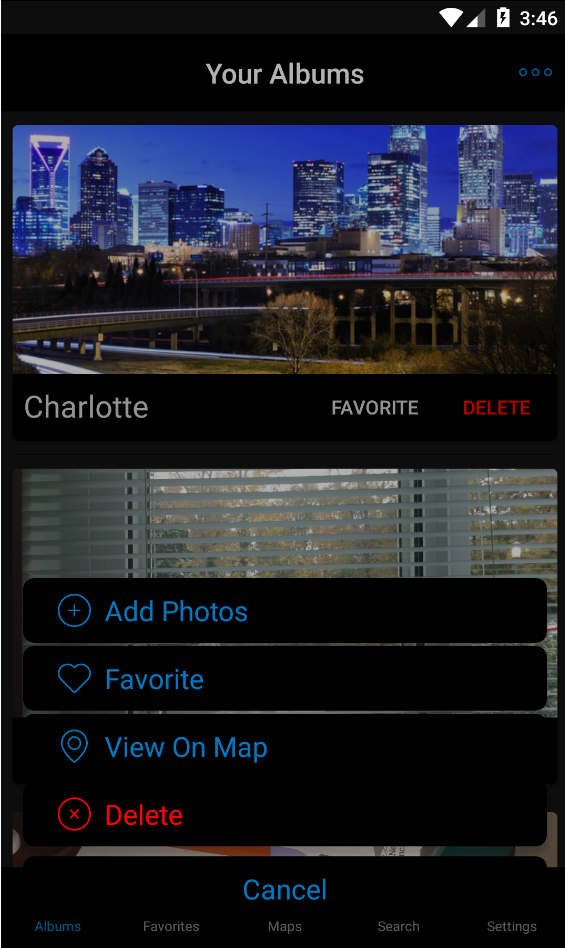 3:46
Your Albums
Charlotte FAVORITE DELETE
Add Photos
Favorite
View On Map
Delete
Cancel
Albums Favorites Maps Search Settings